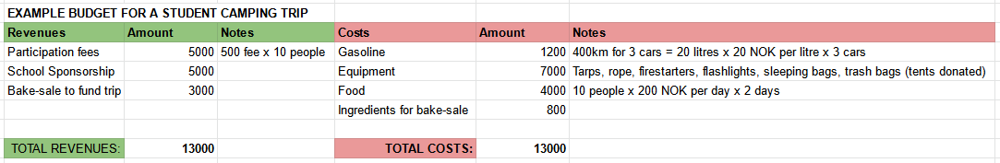 EXAMPLE BUDGET FOR A STUDENT CAMPING TRIP
Revenues Amount Notes Costs Amount Notes
Participation fees 5000 500 fee x 10 people Gasoline 1200 400km for 3 cars = 20 litres x 20 NOK per litre x 3 cars
School Sponsorship 5000 Equipment 7000 Tarps, rope, firestarters, flashlights, sleeping bags, trash bags (tents donated)
Bake-sale to fund trip 3000 Food 4000 10 people x 200 NOK per day x 2 days
Ingredients for bake-sale 800
TOTAL REVENUES: 13000 TOTAL COSTS: 13000